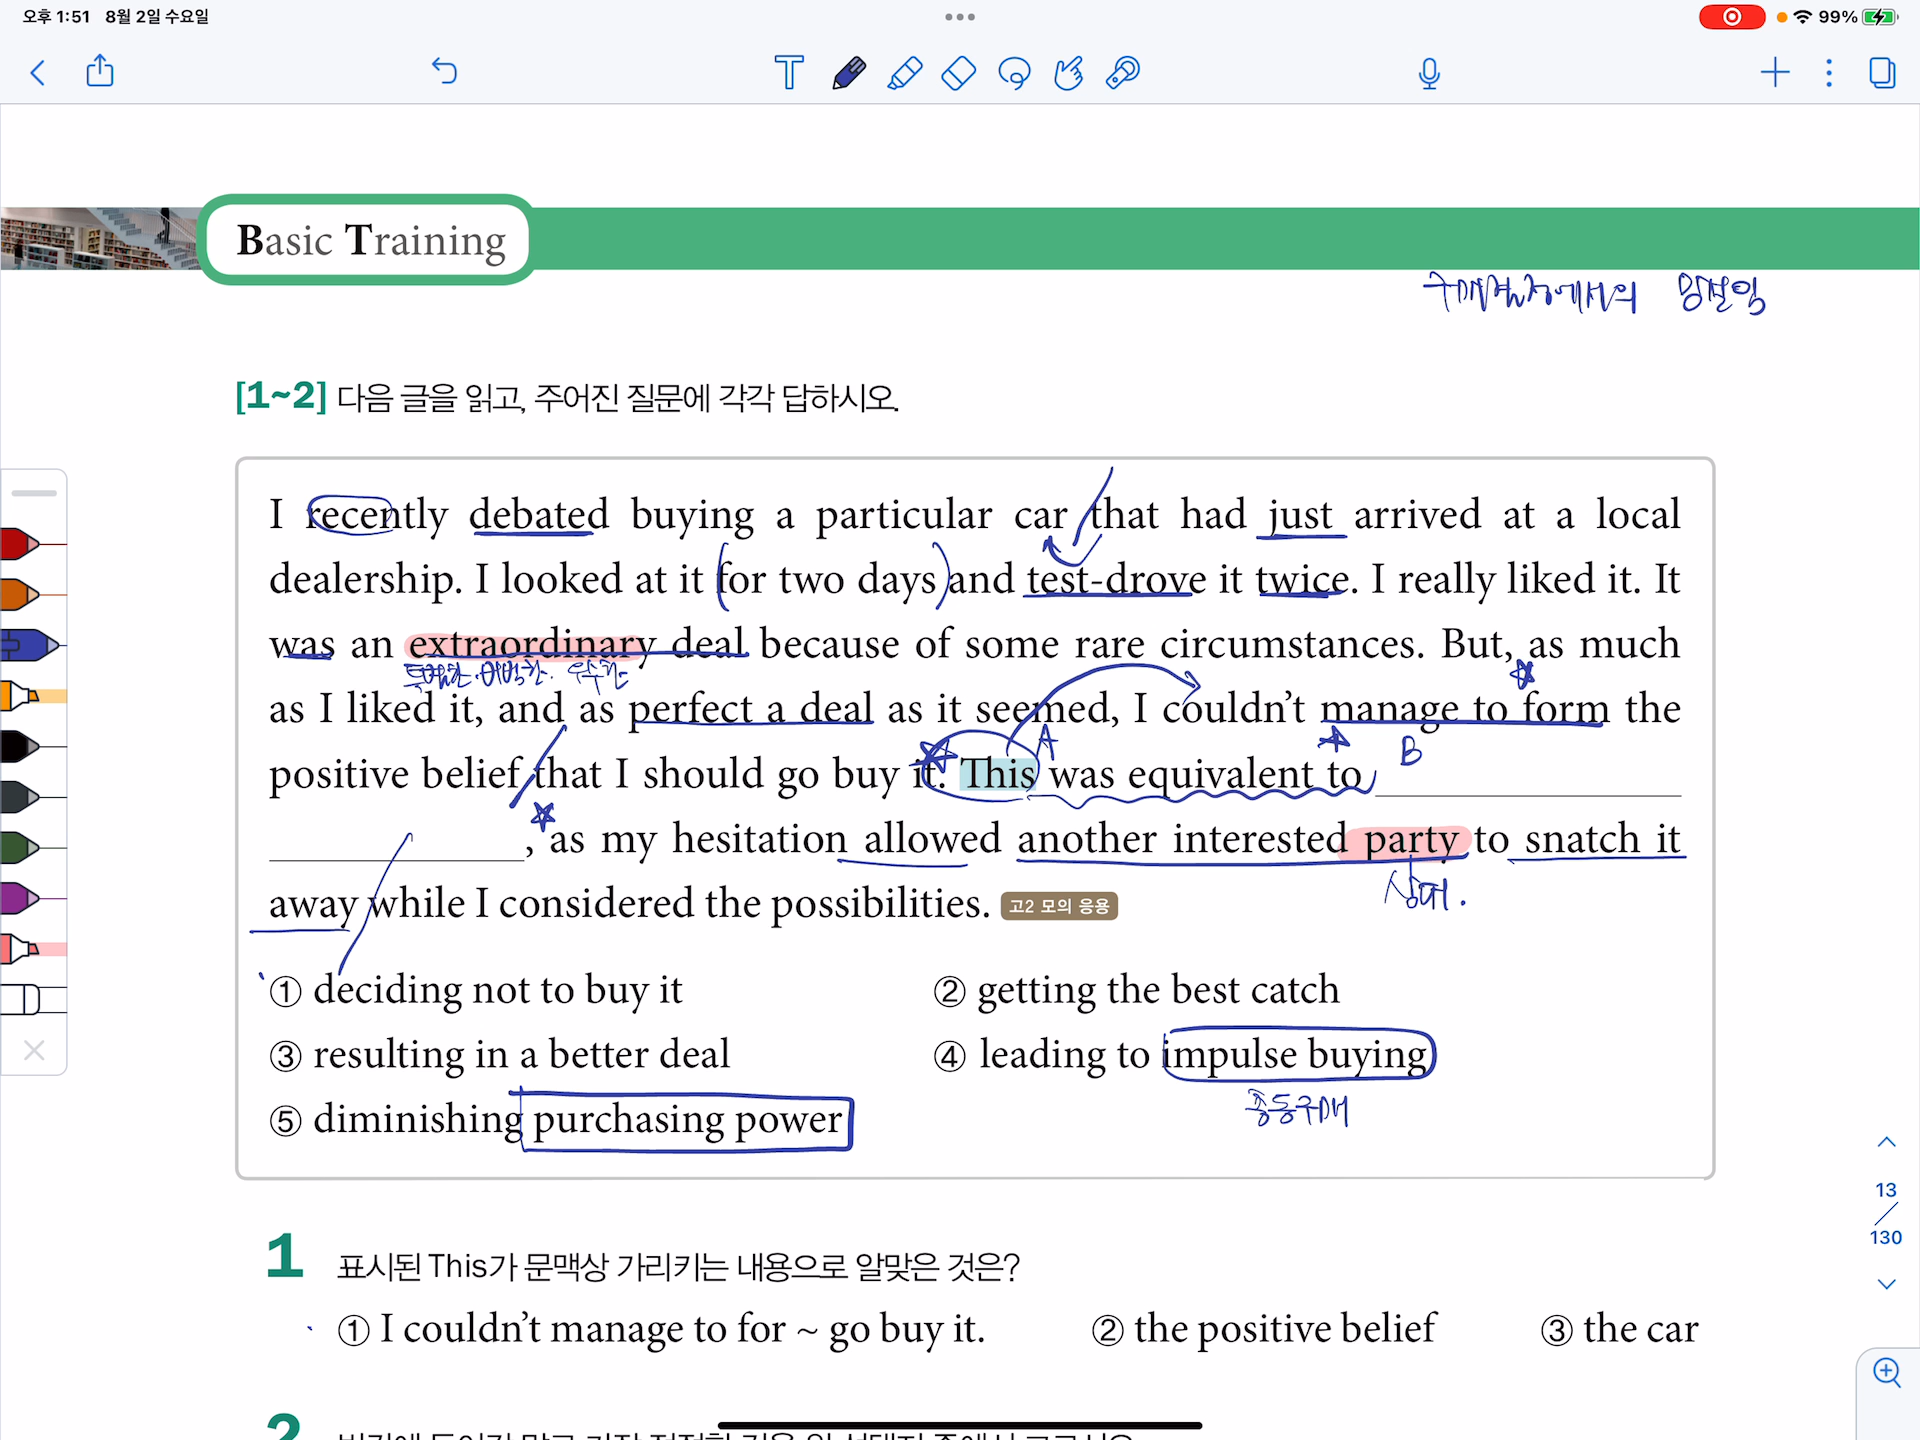 오후 1:51 8월 2일 수요일
99%
Basic Training
구매결정에서의 망설임
[1~2] 다음 글을 읽고, 주어진 질문에 각각 답하시오.
I recently debated buying a particular car that had just arrived at a local
dealership. I looked at it for two days and test-drove it twice. I really liked it. It
was an extraordinary deal because of some rare circumstances. But, as much
특별한.
as I liked it, and as perfect a deal as it seemed, I couldn't manage to form the
A
B
positive belief that I should go buy it. This was equivalent to
, as my hesitation allowed another interested party to snatch it
상대.
away while I considered the possibilities. 고2 모의 응용
① deciding not to buy it
② getting the best catch
③ resulting in a better deal
④ leading to impulse buying
충동구매
⑤ diminishing purchasing power
13
130
1 표시된 This가 문맥상 가리키는 내용으로 알맞은 것은?
① I couldn't manage to for ~ go buy it. ② the positive belief ③ the car
2